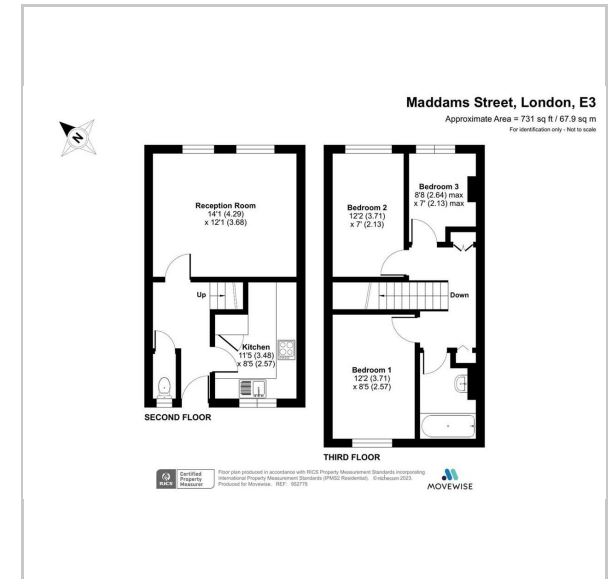 Maddams Street, London, E3
Approximate Area = 731 sq ft / 67.9 sq m
For identification only - Not to scale
N
Reception Room
14'1 (4.29)
x 12'1 (3.68)
Up
Kitchen
11'5 (3.48)
x 8'5 (2.57)
SECOND FLOOR
Bedroom 2
12'2 (3.71)
x 7' (2.13)
Bedroom 3
8'8 (2.64) max
x 7' (2.13) max
Down
Bedroom 1
12'2 (3.71)
x 8'5 (2.57)
THIRD FLOOR
RICS
Certified
Property
Measurer
Floor plan produced in accordance with RICS Property Measurement Standards incorporating
International Property Measurement Standards (IPMS2 Residential). © nichecom 2023.
Produced for Movewise. REF: 952779
MOVEWISE